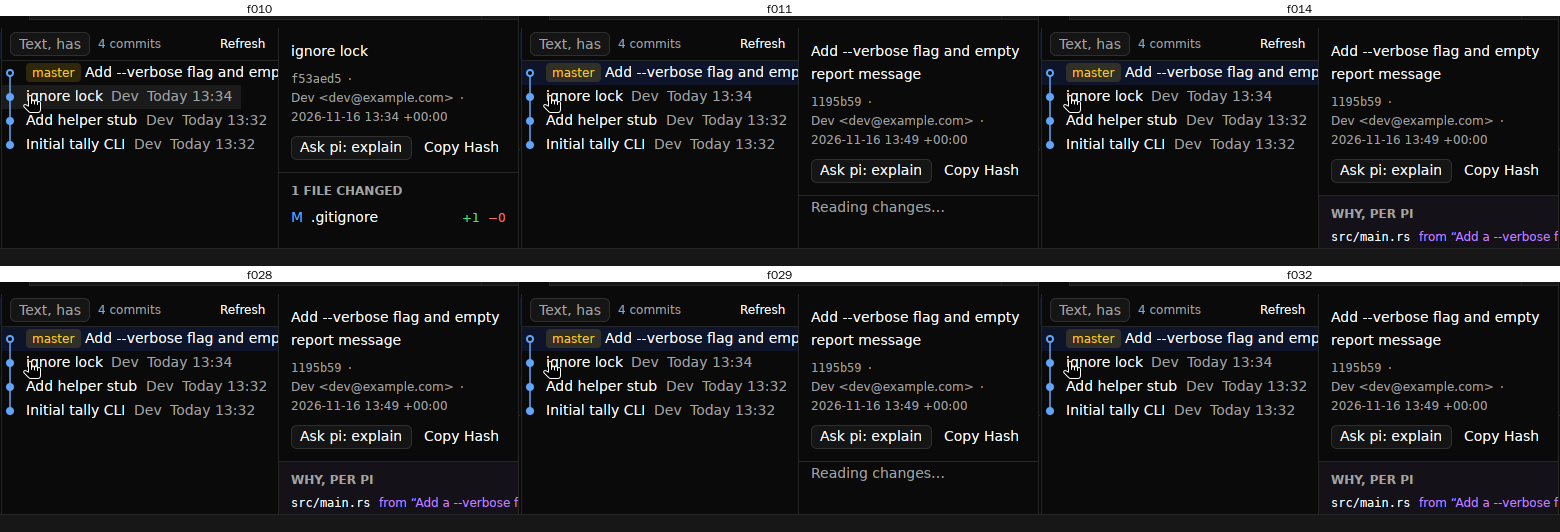 f010
Text, has 4 commits Refresh
master Add --verbose flag and emp
ignore lock Dev Today 13:34
Add helper stub Dev Today 13:32
Initial tally CLI Dev Today 13:32
ignore lock
f53aed5 ·
Dev <dev@example.com> ·
2026-11-16 13:34 +00:00
Ask pi: explain Copy Hash
1 FILE CHANGED
M .gitignore +1 −0
f011
Text, has 4 commits Refresh
master Add --verbose flag and emp
ignore lock Dev Today 13:34
Add helper stub Dev Today 13:32
Initial tally CLI Dev Today 13:32
Add --verbose flag and empty
report message
1195b59 ·
Dev <dev@example.com> ·
2026-11-16 13:49 +00:00
Ask pi: explain Copy Hash
Reading changes…
f014
Text, has 4 commits Refresh
master Add --verbose flag and emp
ignore lock Dev Today 13:34
Add helper stub Dev Today 13:32
Initial tally CLI Dev Today 13:32
Add --verbose flag and empty
report message
1195b59 ·
Dev <dev@example.com> ·
2026-11-16 13:49 +00:00
Ask pi: explain Copy Hash
WHY, PER PI
src/main.rs from “Add a --verbose f
f028
Text, has 4 commits Refresh
master Add --verbose flag and emp
ignore lock Dev Today 13:34
Add helper stub Dev Today 13:32
Initial tally CLI Dev Today 13:32
Add --verbose flag and empty
report message
1195b59 ·
Dev <dev@example.com> ·
2026-11-16 13:49 +00:00
Ask pi: explain Copy Hash
WHY, PER PI
src/main.rs from “Add a --verbose f
f029
Text, has 4 commits Refresh
master Add --verbose flag and emp
ignore lock Dev Today 13:34
Add helper stub Dev Today 13:32
Initial tally CLI Dev Today 13:32
Add --verbose flag and empty
report message
1195b59 ·
Dev <dev@example.com> ·
2026-11-16 13:49 +00:00
Ask pi: explain Copy Hash
Reading changes…
f032
Text, has 4 commits Refresh
master Add --verbose flag and emp
ignore lock Dev Today 13:34
Add helper stub Dev Today 13:32
Initial tally CLI Dev Today 13:32
Add --verbose flag and empty
report message
1195b59 ·
Dev <dev@example.com> ·
2026-11-16 13:49 +00:00
Ask pi: explain Copy Hash
WHY, PER PI
src/main.rs from “Add a --verbose f